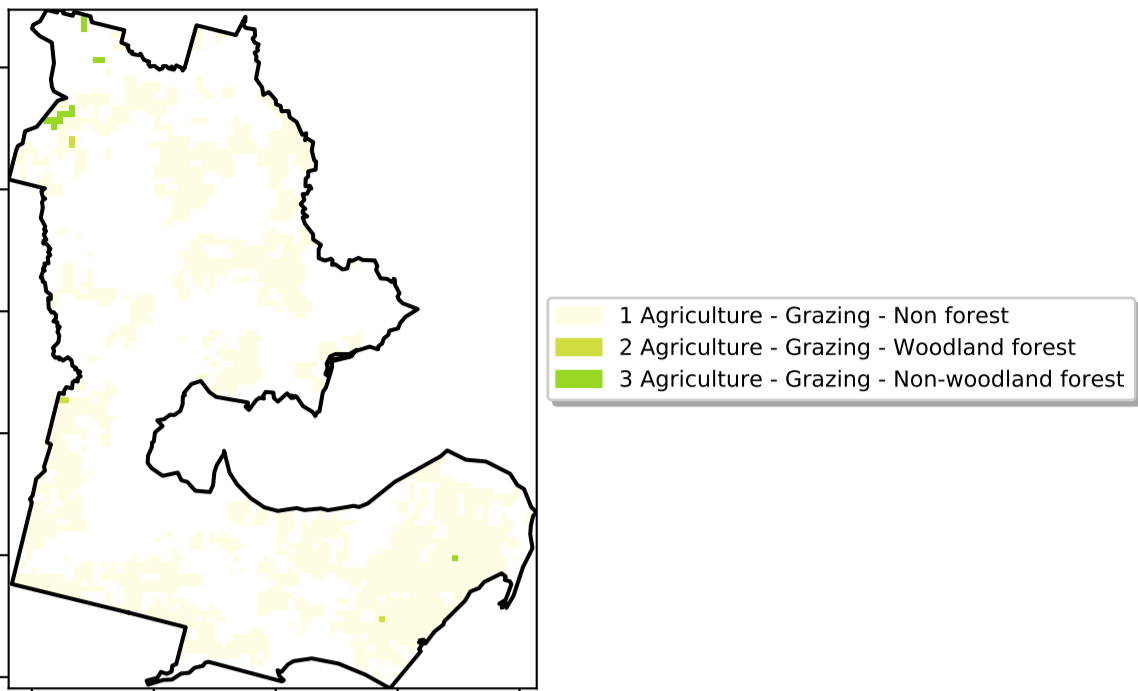 1 Agriculture - Grazing - Non forest
2 Agriculture - Grazing - Woodland forest
3 Agriculture - Grazing - Non-woodland forest